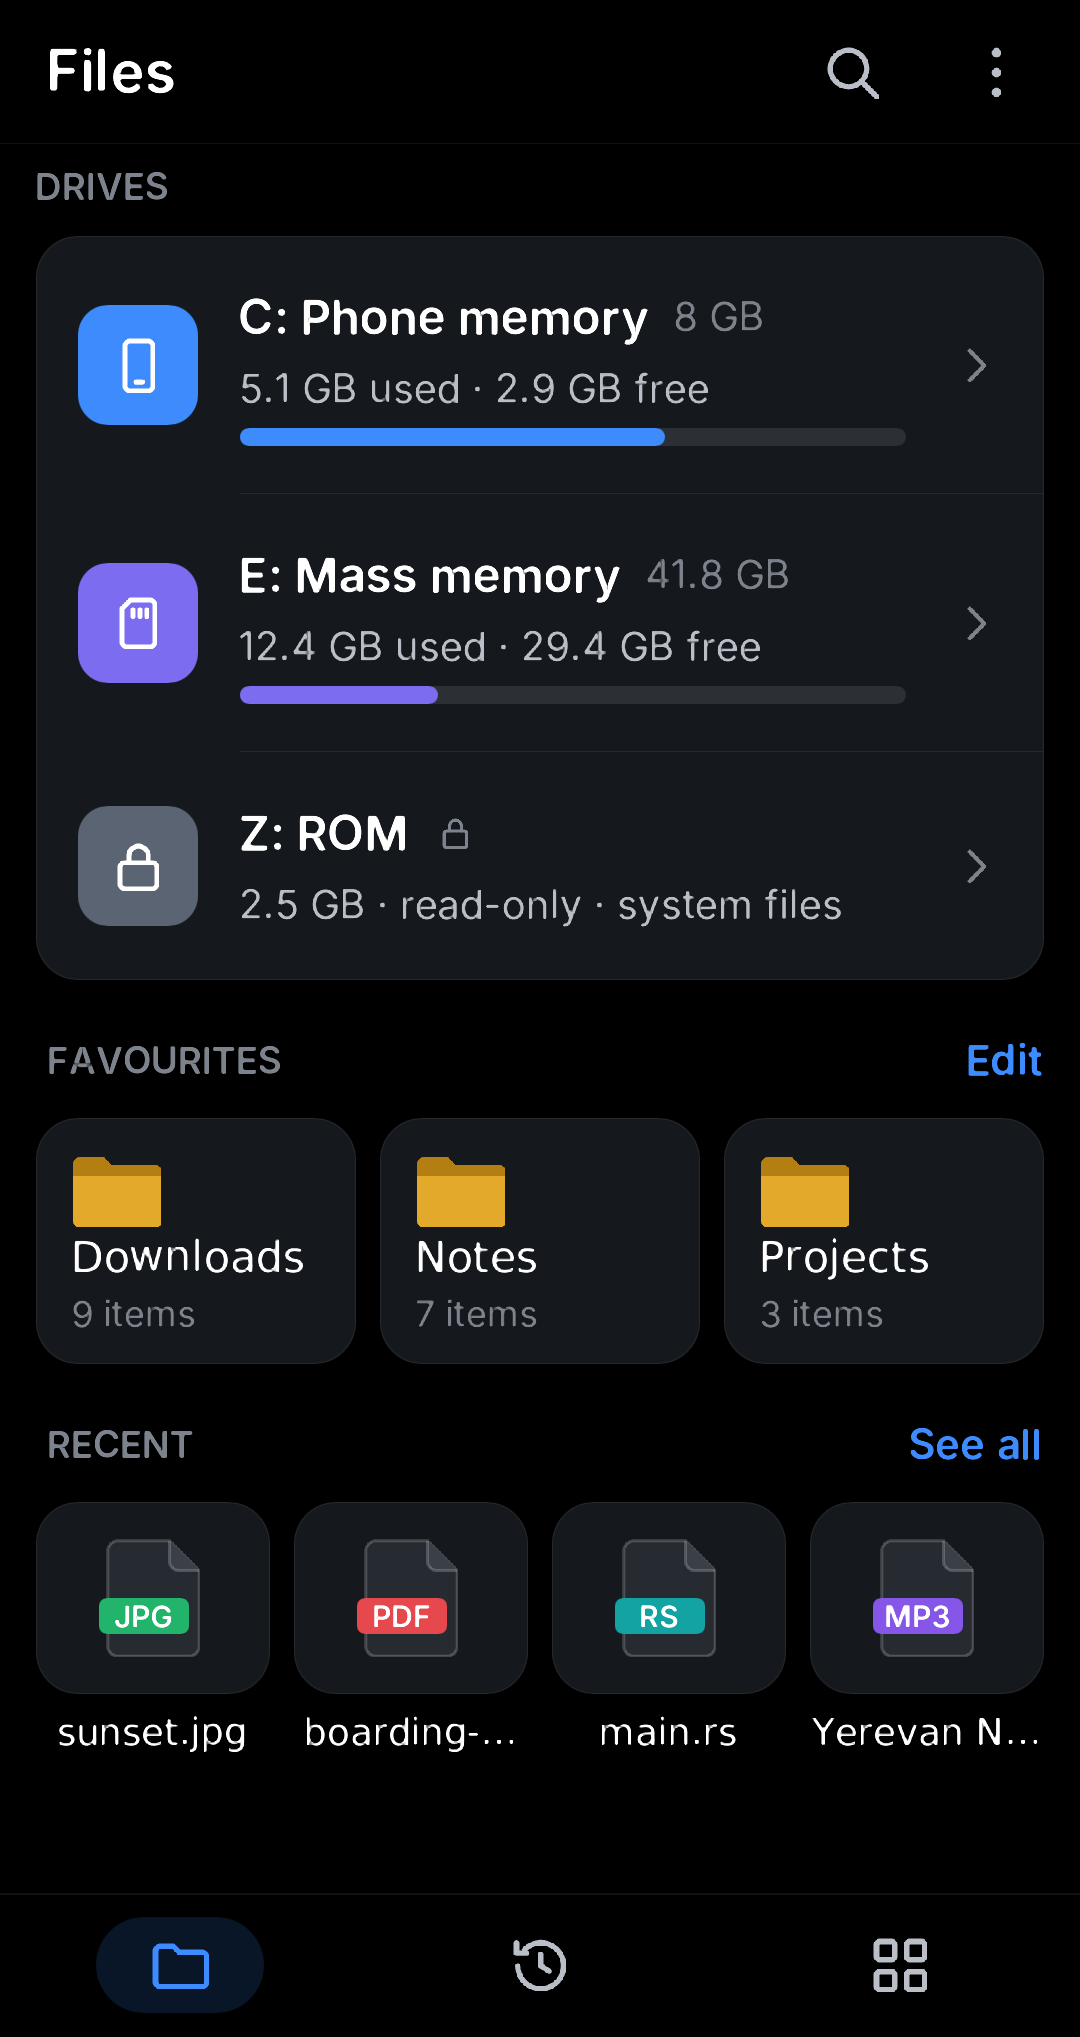 Files
DRIVES
C: Phone memory 8 GB
5.1 GB used · 2.9 GB free
E: Mass memory 41.8 GB
12.4 GB used · 29.4 GB free
Z: ROM
2.5 GB · read-only · system files
FAVOURITES Edit
Downloads Notes Projects
9 items 7 items 3 items
RECENT See all
JPG PDF RS MP3
sunset.jpg boarding-... main.rs Yerevan N...